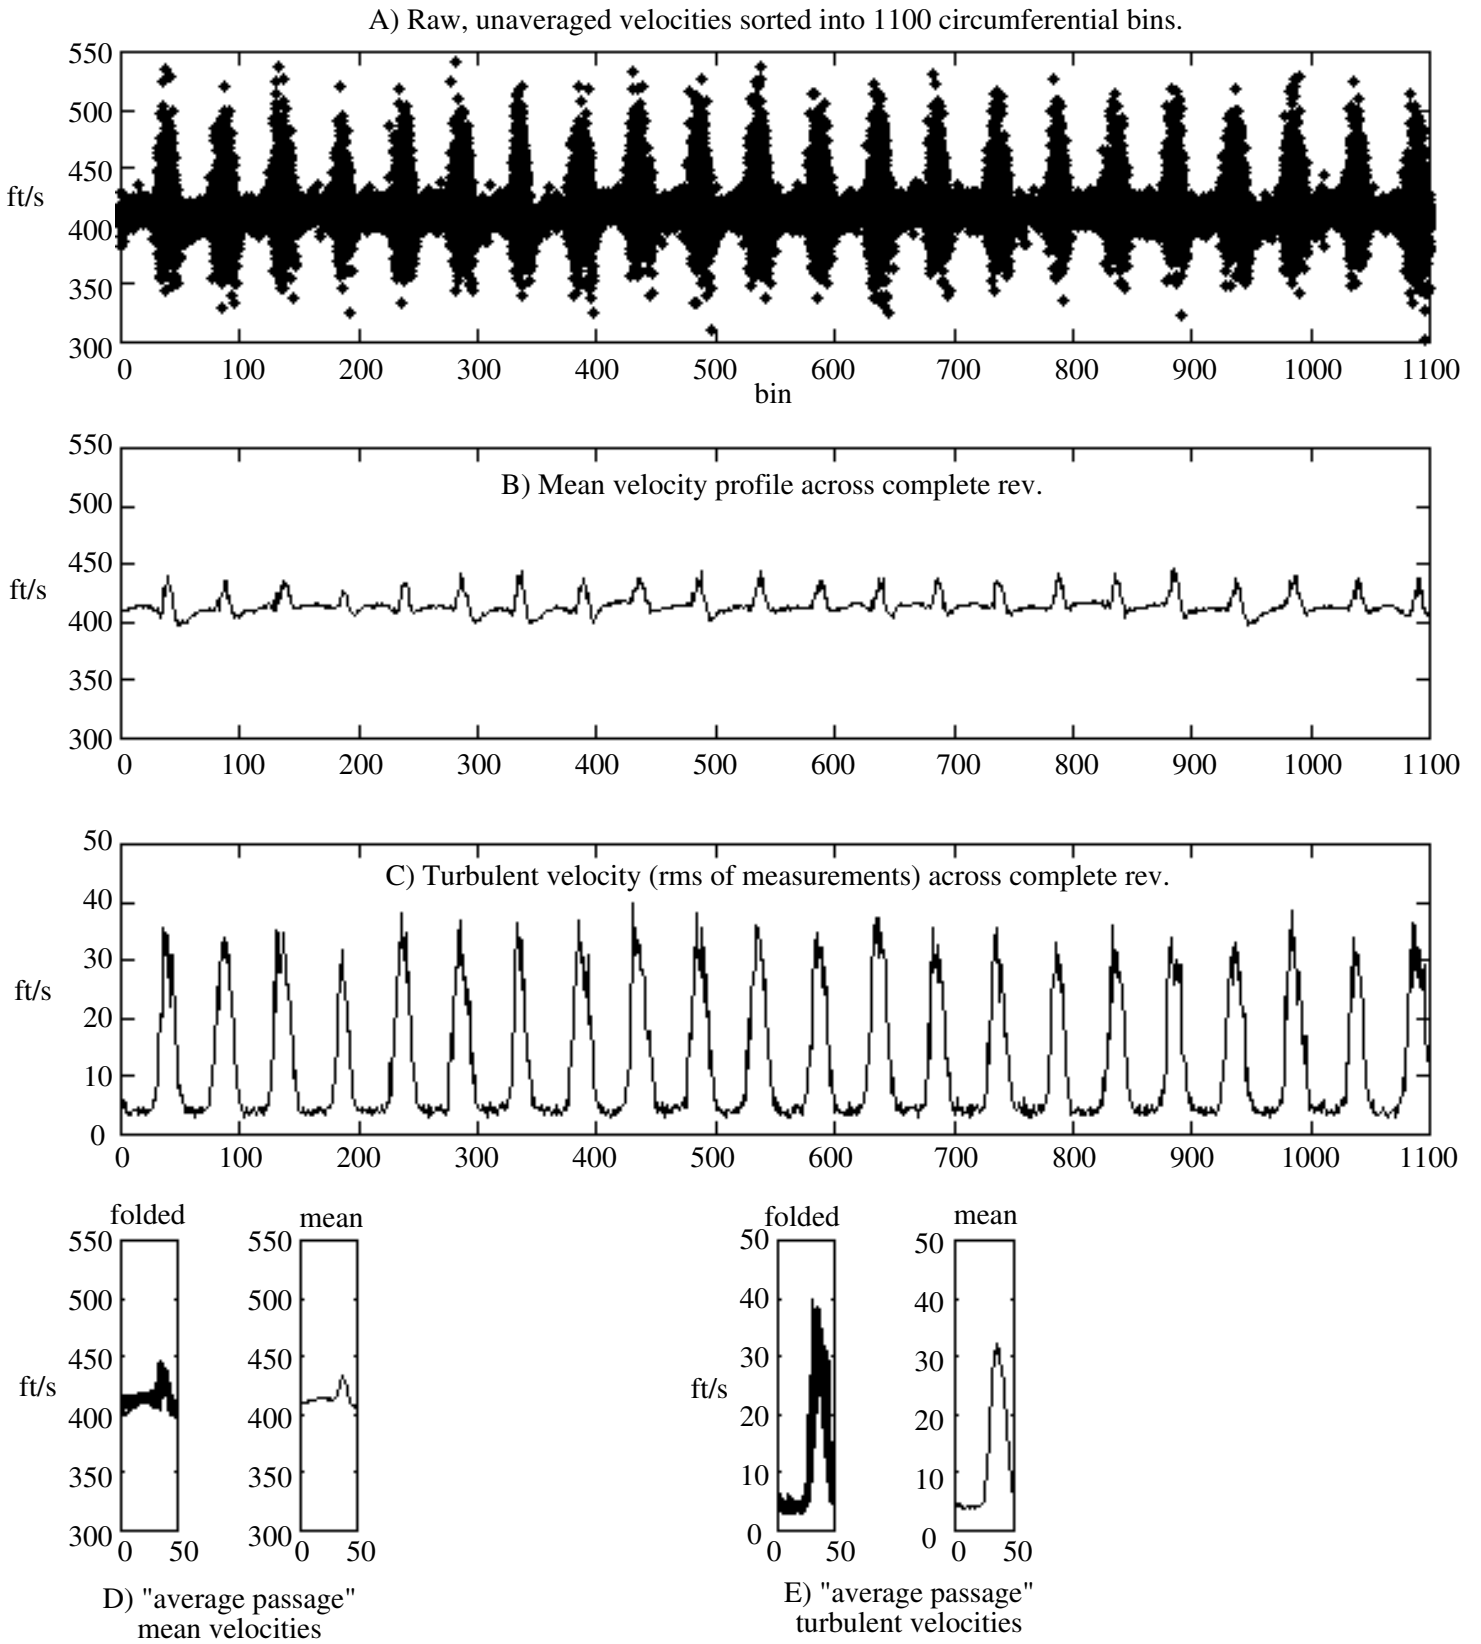 A) Raw, unaveraged velocities sorted into 1100 circumferential bins.
550
500
450
ft/s
400
350
300
0 100 200 300 400 500 600 700 800 900 1000 1100
bin
550
B) Mean velocity profile across complete rev.
500
450
ft/s
400
350
300
0 100 200 300 400 500 600 700 800 900 1000 1100
50
C) Turbulent velocity (rms of measurements) across complete rev.
40
30
ft/s
20
10
0
0 100 200 300 400 500 600 700 800 900 1000 1100
folded
550
500
450
ft/s
400
350
300
0 50
mean
550
500
450
400
350
300
0 50
D) "average passage"
mean velocities
folded
50
40
30
ft/s
20
10
0
0 50
mean
50
40
30
20
10
0
0 50
E) "average passage"
turbulent velocities